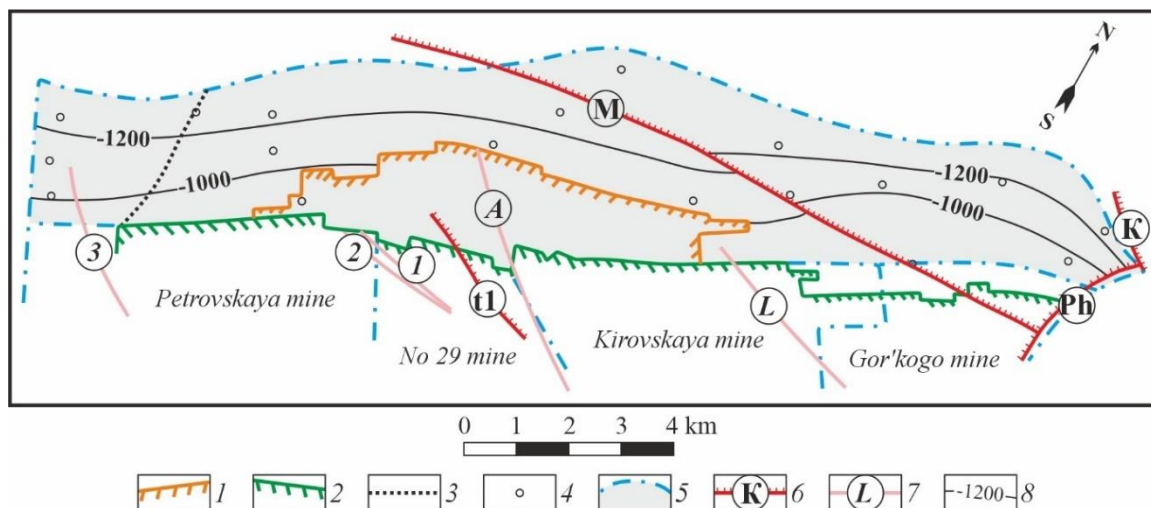 N
S
M
-1200
-1200
-1000
-1000
K
A
3
2
1
t1
L
Ph
Petrovskaya mine
No 29 mine
Kirovskaya mine
Gor'kogo mine
0 1 2 3 4 km
1 2 3 4 5 K 6 L 7 -1200 8